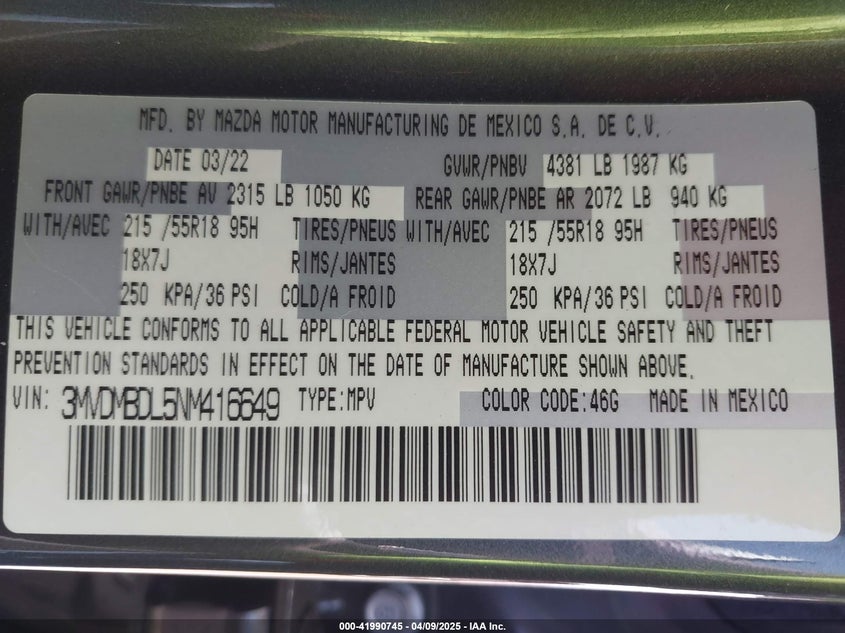 MFD. BY MAZDA MOTOR MANUFACTURING DE MEXICO S.A. DE C.V.
DATE 03/22 GVWR/PNBV 4381 LB 1987 KG
FRONT GAWR/PNBE AV 2315 LB 1050 KG REAR GAWR/PNBE AR 2072 LB 940 KG
WITH/AVEC 215 /55R18 95H TIRES/PNEUS WITH/AVEC 215 /55R18 95H TIRES/PNEUS
18X7J RIMS/JANTES 18X7J RIMS/JANTES
250 KPA/36 PSI COLD/A FROID 250 KPA/36 PSI COLD/A FROID
THIS VEHICLE CONFORMS TO ALL APPLICABLE FEDERAL MOTOR VEHICLE SAFETY AND THEFT
PREVENTION STANDARDS IN EFFECT ON THE DATE OF MANUFACTURE SHOWN ABOVE.
VIN: 3MVDMBDL5NM416649 TYPE:MPV COLOR CODE:46G MADE IN MEXICO
000-41990745 - 04/09/2025 - IAA Inc.